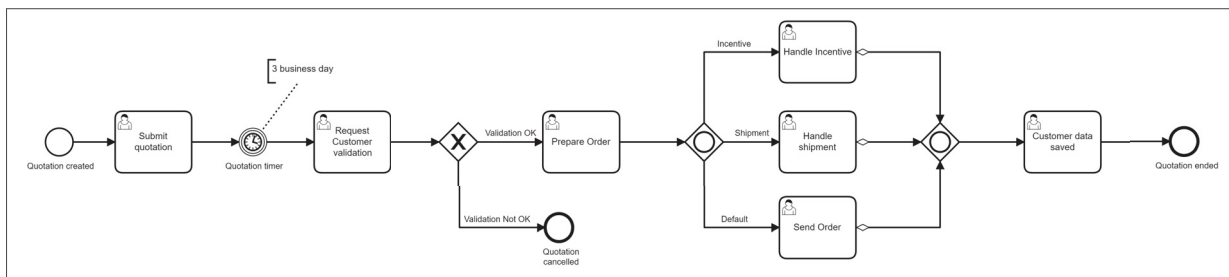 3 business day
Quotation created
Submit
quotation
Quotation timer
Request
Customer
validation
Validation OK
Validation Not OK
Quotation
cancelled
Prepare Order
Incentive
Shipment
Default
Handle Incentive
Handle
shipment
Send Order
Customer data
saved
Quotation ended